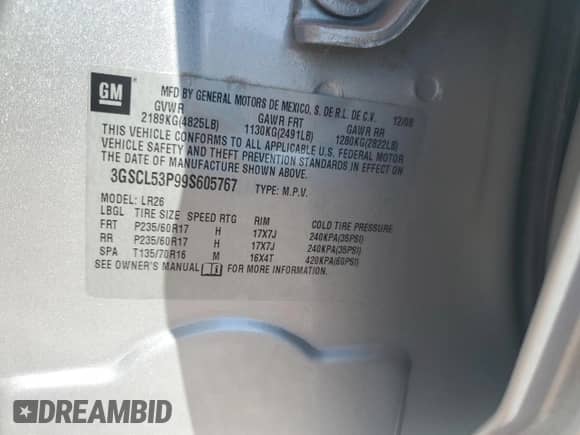 GM
MFD BY GENERAL MOTORS DE MEXICO, S. DE R.L. DE C.V. 12/08
GVWR GAWR FRT GAWR RR
2189KG(4825LB) 1130KG(2491LB) 1280KG(2822LB)
THIS VEHICLE CONFORMS TO ALL APPLICABLE U.S. FEDERAL MOTOR
VEHICLE SAFETY AND THEFT PREVENTION STANDARDS IN EFFECT ON
THE DATE OF MANUFACTURE SHOWN ABOVE.
3GSCL53P99S605767 TYPE: M.P.V.
MODEL: LR26
LBGL TIRE SIZE SPEED RTG RIM COLD TIRE PRESSURE
FRT P235/60R17 H 17X7J 240KPA(35PSI)
RR P235/60R17 H 17X7J 240KPA(35PSI)
SPA T135/70R16 M 16X4T 420KPA(60PSI)
SEE OWNER'S MANUAL FOR MORE INFORMATION.
DREAMBID